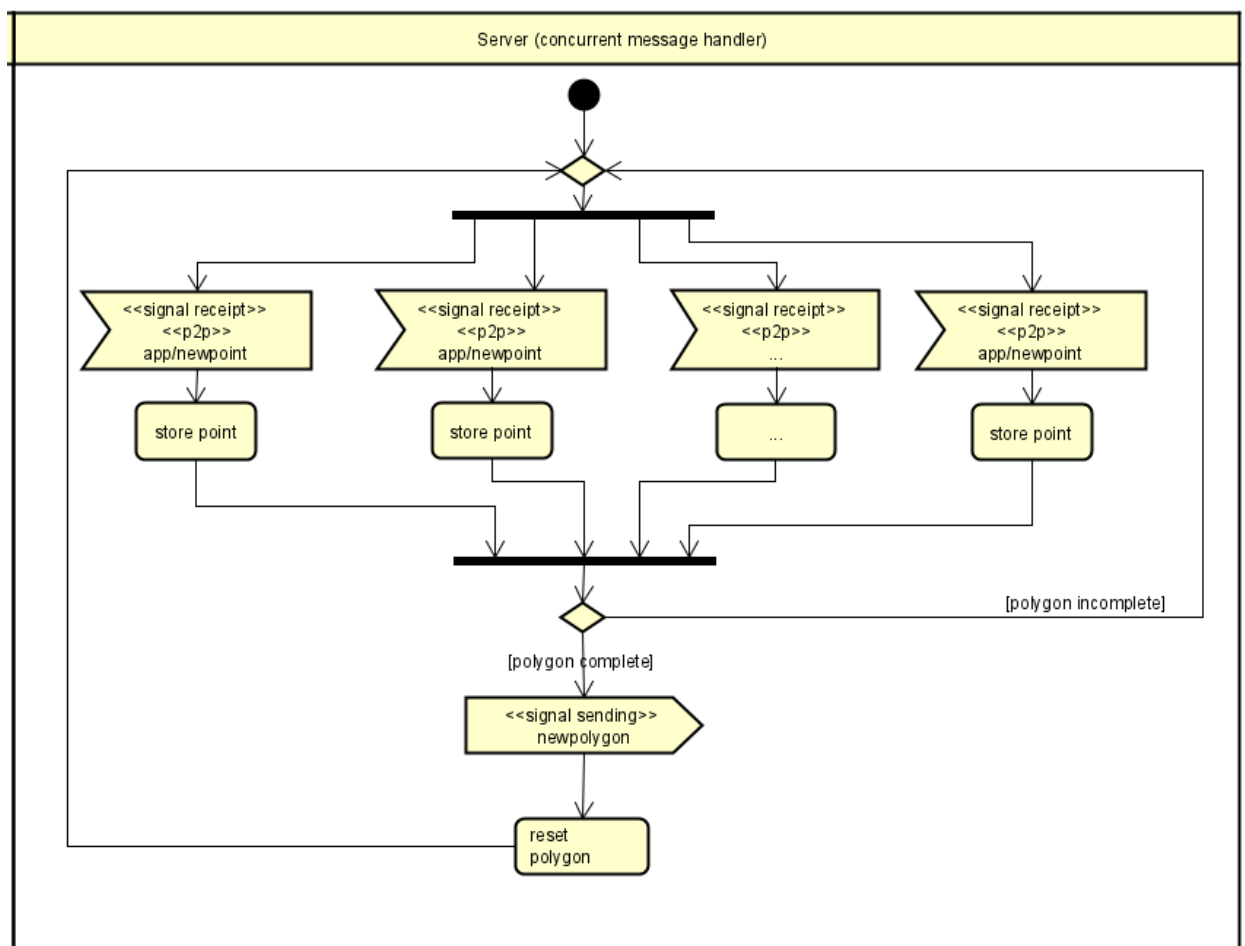 Server (concurrent message handler)
<<signal receipt>>
<<p2p>>
app/newpoint
<<signal receipt>>
<<p2p>>
app/newpoint
<<signal receipt>>
<<p2p>>
...
<<signal receipt>>
<<p2p>>
app/newpoint
store point
store point
...
store point
[polygon incomplete]
[polygon complete]
<<signal sending>>
newpolygon
reset
polygon